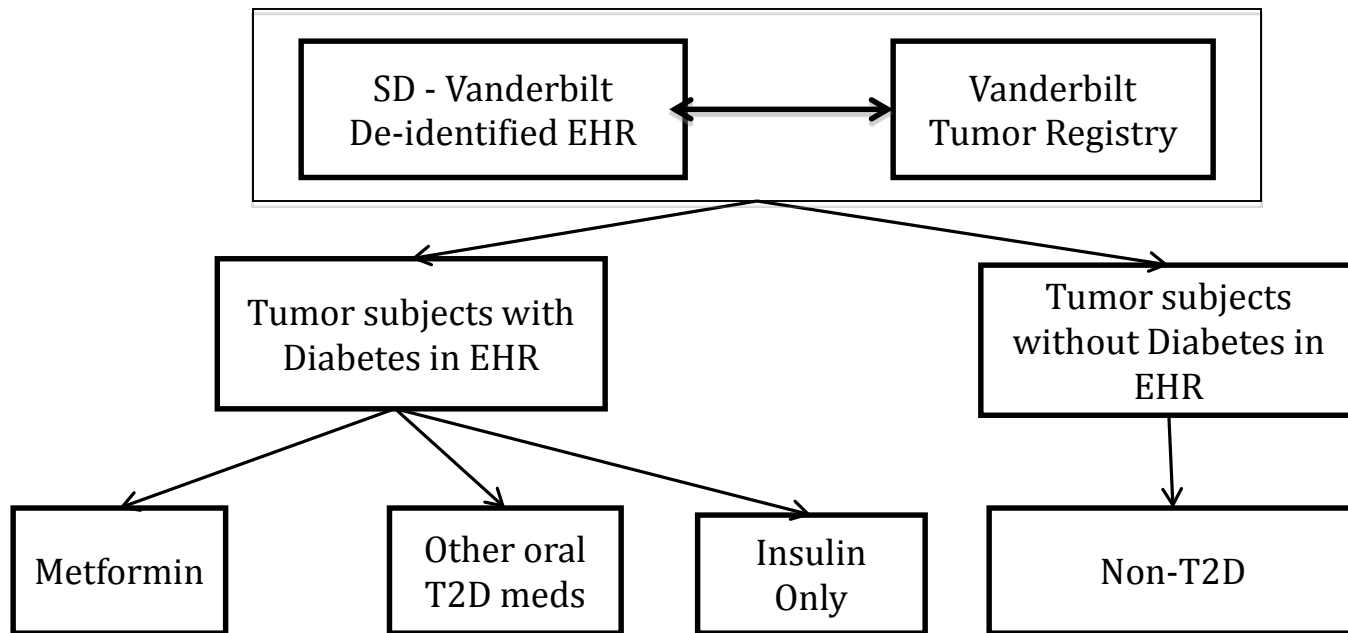 SD - Vanderbilt
De-identified EHR
Vanderbilt
Tumor Registry
Tumor subjects with
Diabetes in EHR
Tumor subjects
without Diabetes in
EHR
Metformin
Other oral
T2D meds
Insulin
Only
Non-T2D